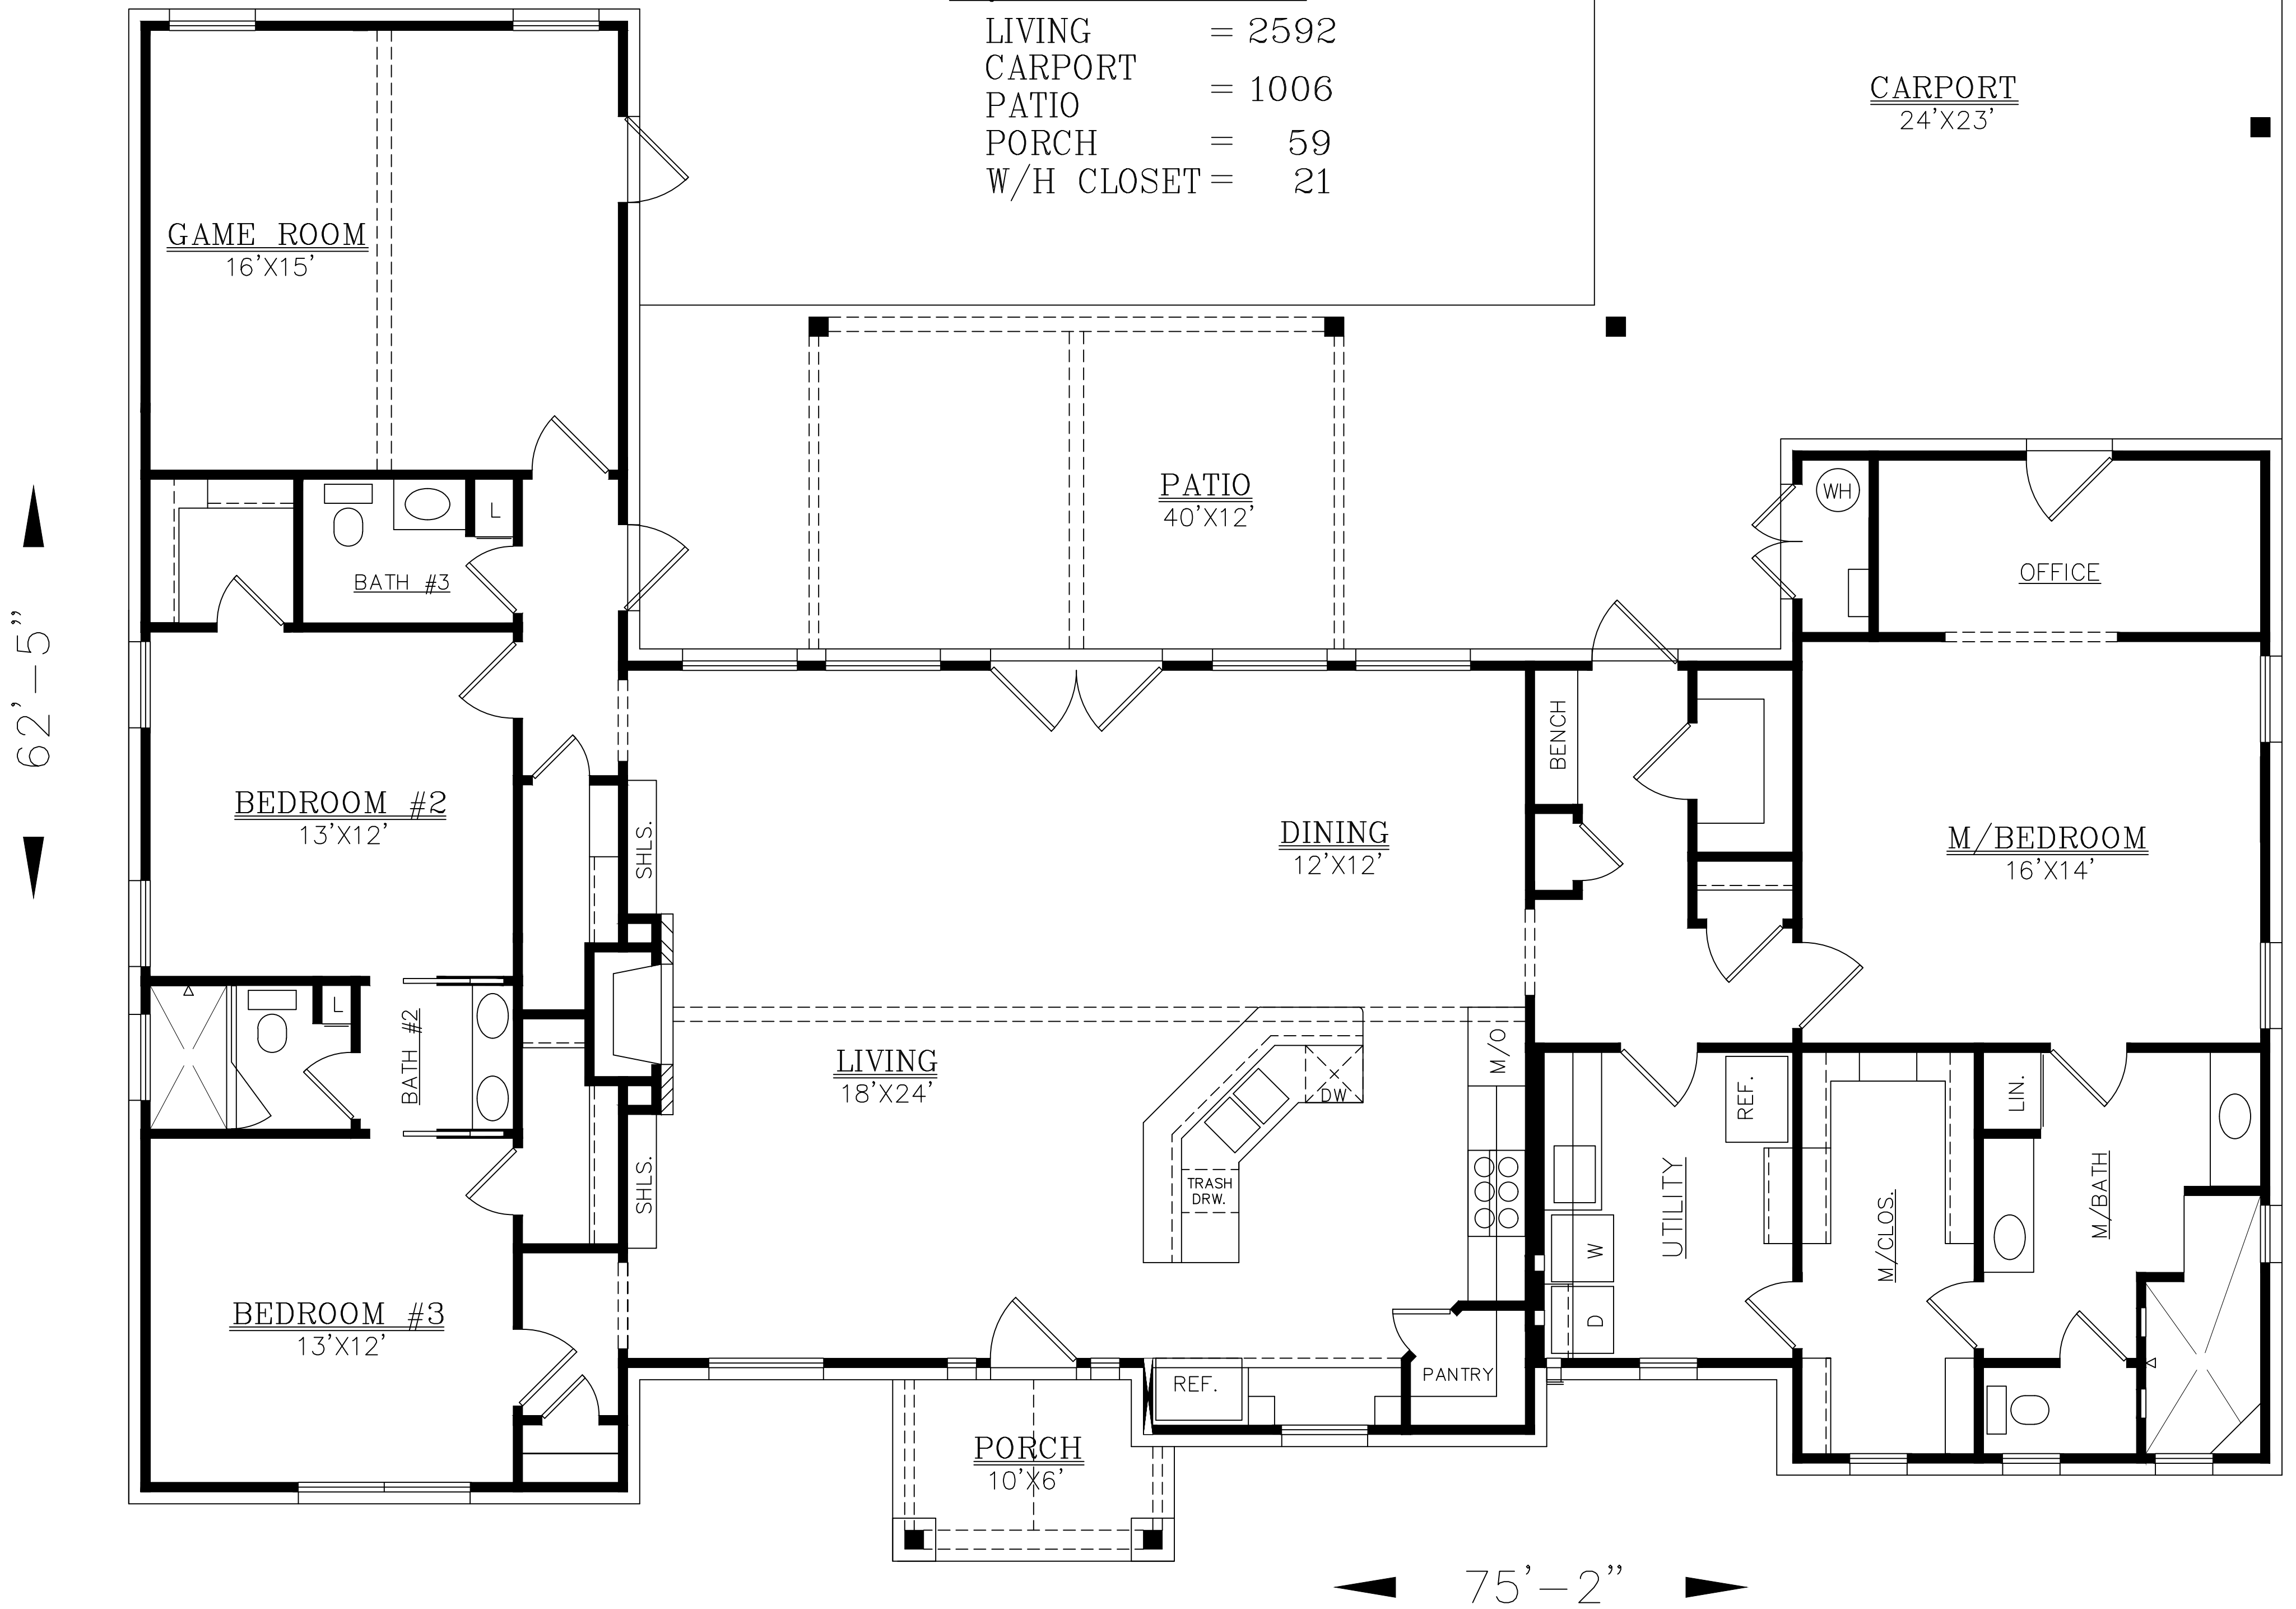 LIVING = 2592
CARPORT
PATIO = 1006
PORCH = 59
W/H CLOSET = 21
CARPORT
24'X23'
GAME ROOM
16'X15'
PATIO
40'X12'
WH
OFFICE
L
BATH #3
62'-5"
BEDROOM #2
13'X12'
SHLS.
DINING
12'X12'
BENCH
M/BEDROOM
16'X14'
L
BATH #2
LIVING
18'X24'
DW
M/O
REF.
LIN.
TRASH
DRW.
SHLS.
UTILITY
W
D
M/CLOS.
M/BATH
BEDROOM #3
13'X12'
REF.
PANTRY
PORCH
10'X6'
75'-2"